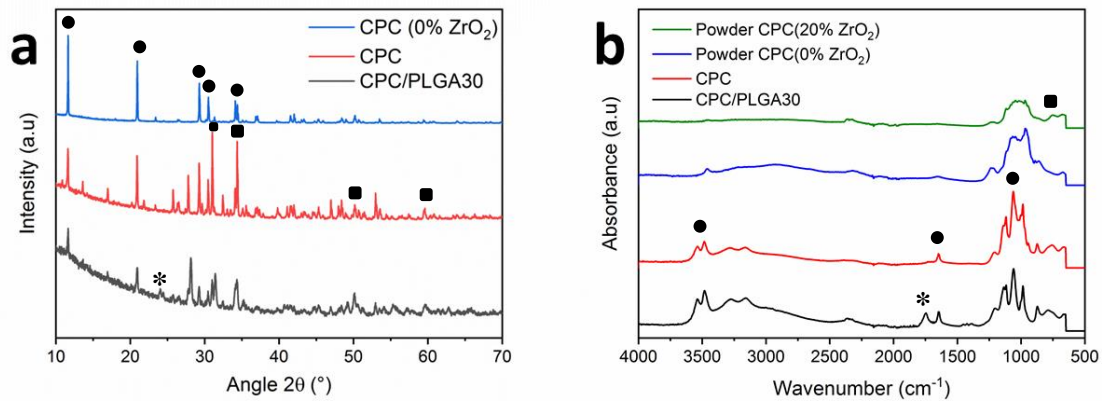 a
CPC (0% ZrO₂)
CPC
CPC/PLGA30
*
Intensity (a.u)
10 20 30 40 50 60 70
Angle 2θ (°)
b
Powder CPC(20% ZrO₂)
Powder CPC(0% ZrO₂)
CPC
CPC/PLGA30
*
Absorbance (a.u)
4000 3500 3000 2500 2000 1500 1000 500
Wavenumber (cm⁻¹)